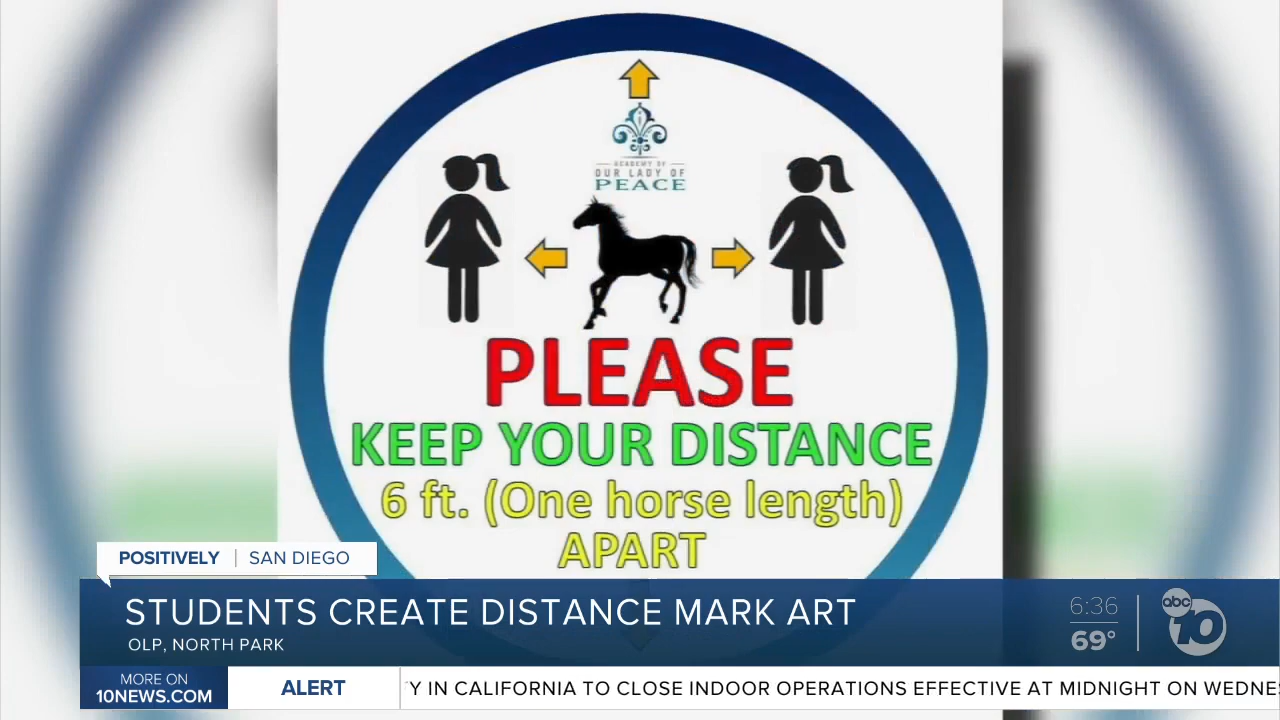 ACADEMY OF
OUR LADY OF
PEACE
PLEASE
KEEP YOUR DISTANCE
6 ft. (One horse length)
APART
POSITIVELY | SAN DIEGO
STUDENTS CREATE DISTANCE MARK ART
OLP, NORTH PARK
6:36
69°
abc
10
MORE ON
10NEWS.COM
ALERT
Y IN CALIFORNIA TO CLOSE INDOOR OPERATIONS EFFECTIVE AT MIDNIGHT ON WEDNE